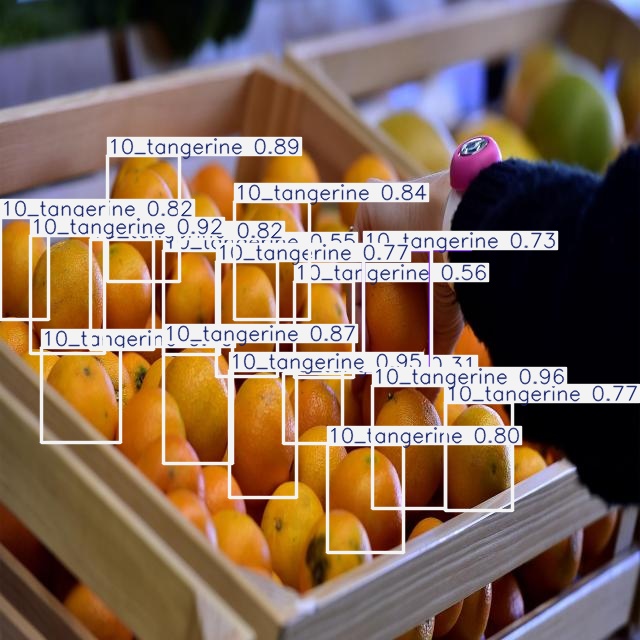 10_tangerine 0.89
10_tangerine 0.84
10_tangerine 0.82
10_tangerine 0.92
0.82
0.55
10_tangerine 0.73
10_tangerine 0.77
10_tangerine 0.56
10_tangerine 0.87
10_tangerine 0.95
0.31
10_tangerine 0.96
10_tangerine 0.77
10_tangerine 0.80